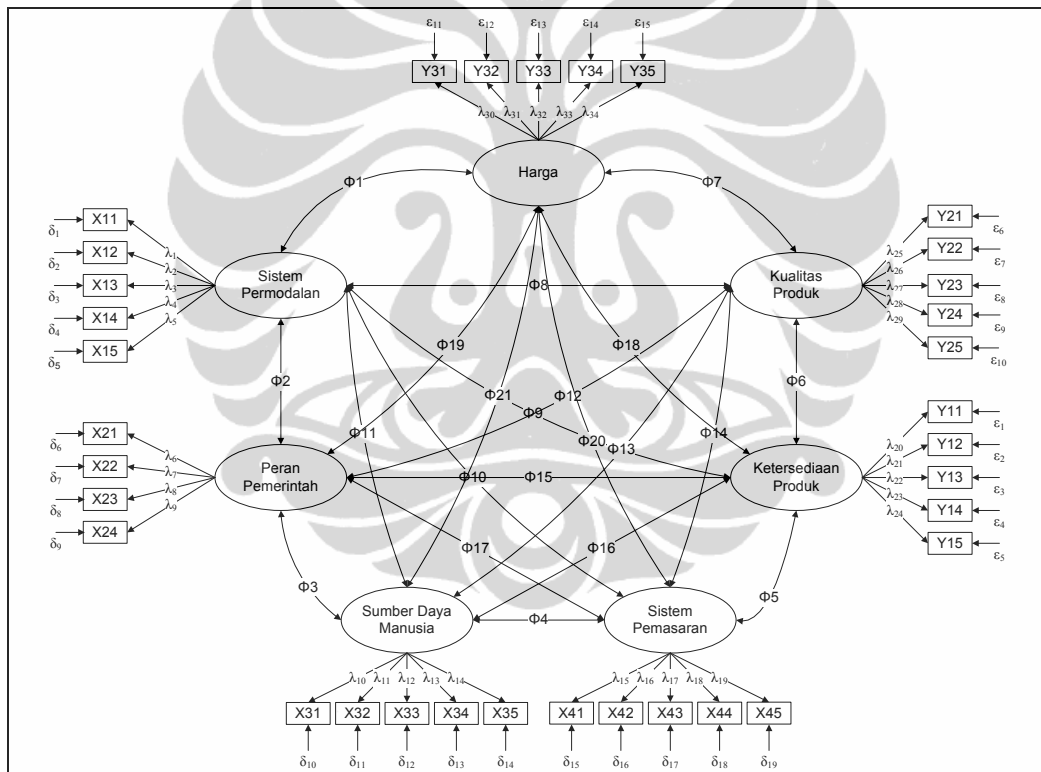 ε11 ε12 ε13 ε14 ε15
Y31 Y32 Y33 Y34 Y35
λ30 λ31 λ32 λ33 λ34
Harga
Φ1
Φ7
δ1 X11 λ1
δ2 X12 λ2
δ3 X13 λ3
δ4 X14 λ4
δ5 X15 λ5
Sistem
Permodalan
Φ8
Kualitas
Produk
λ25 Y21 ε6
λ26 Y22 ε7
λ27 Y23 ε8
λ28 Y24 ε9
λ29 Y25 ε10
Φ19
Φ18
Φ2
Φ6
Φ21
Φ12
Φ9
Φ11
Φ20
Φ13
Φ14
δ6 X21 λ6
δ7 X22 λ7
δ8 X23 λ8
δ9 X24 λ9
Peran
Pemerintah
Φ10
Φ15
Ketersediaan
Produk
λ20 Y11 ε1
λ21 Y12 ε2
λ22 Y13 ε3
λ23 Y14 ε4
λ24 Y15 ε5
Φ17
Φ16
Φ3
Φ5
Sumber Daya
Manusia
Φ4
Sistem
Pemasaran
λ10 λ11 λ12 λ13 λ14
λ15 λ16 λ17 λ18 λ19
X31 X32 X33 X34 X35
X41 X42 X43 X44 X45
δ10 δ11 δ12 δ13 δ14
δ15 δ16 δ17 δ18 δ19